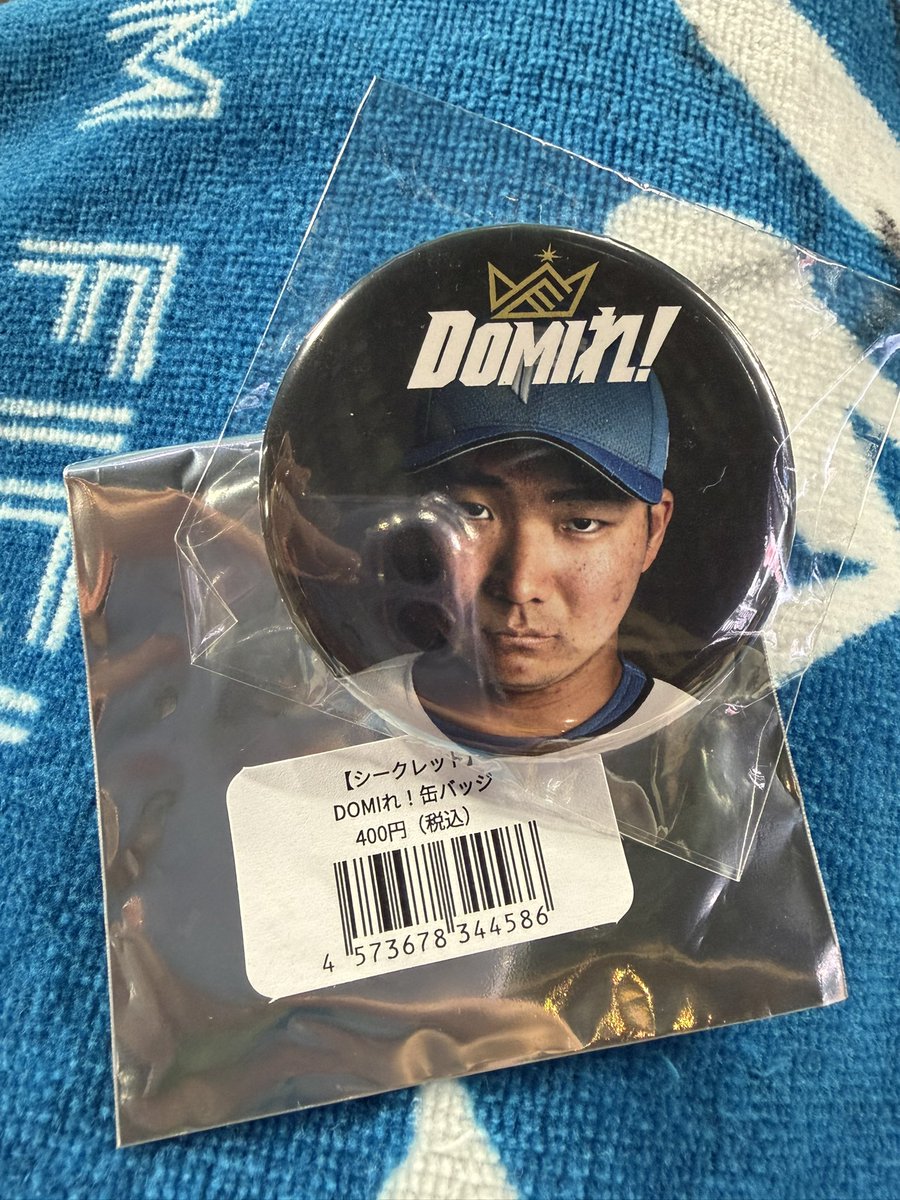 DOMIれ!
【シークレット】
DOMIれ！缶バッジ
400円（税込）
4 573678 344586